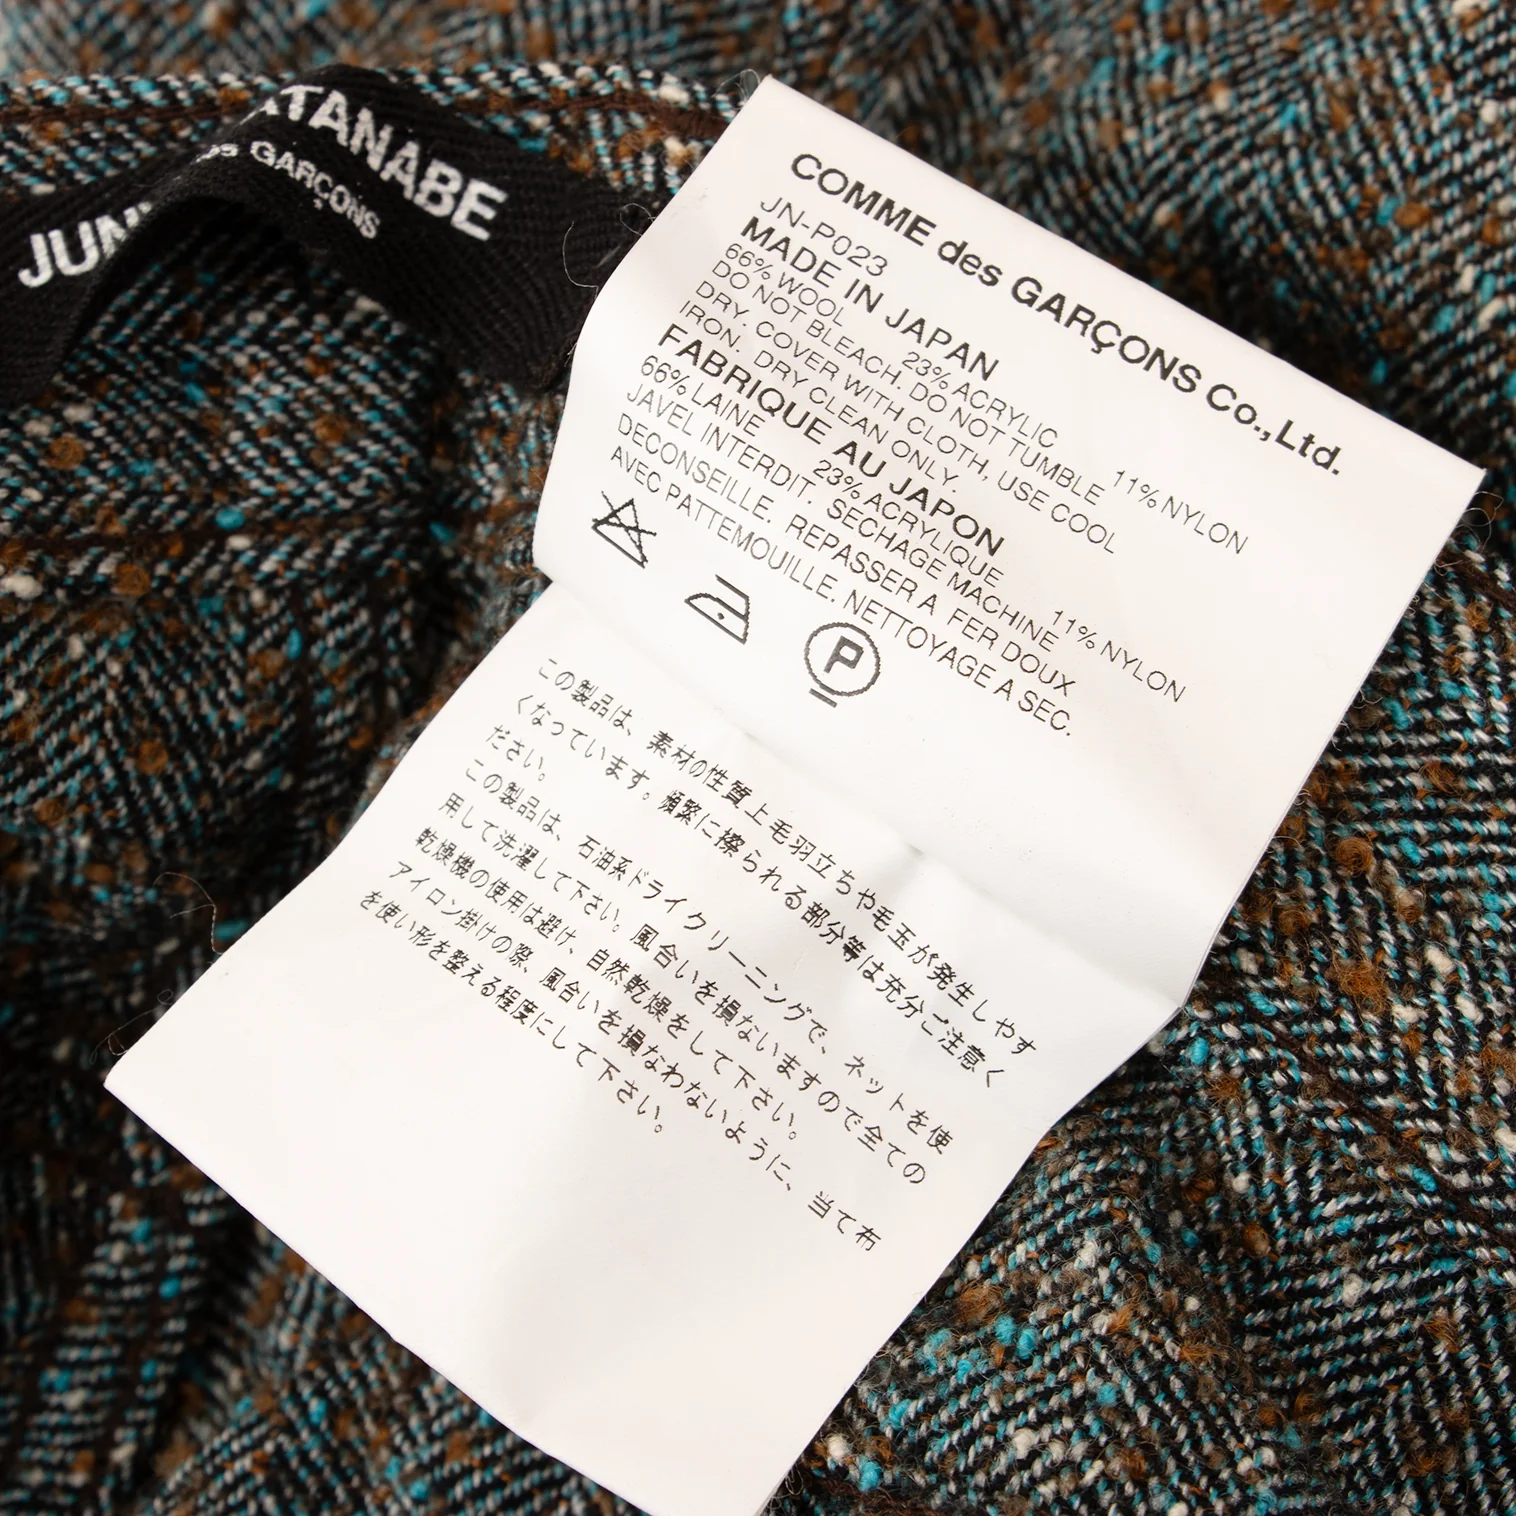 JUN ATANABE
des GARÇONS
COMME des GARÇONS Co.,Ltd.
JN-P023
MADE IN JAPAN
66% WOOL 23% ACRYLIC 11% NYLON
DO NOT BLEACH. DO NOT TUMBLE
DRY. COVER WITH CLOTH, USE COOL
IRON. DRY CLEAN ONLY.
FABRIQUE AU JAPON
66% LAINE 23% ACRYLIQUE 11% NYLON
JAVEL INTERDIT. SECHAGE MACHINE
DECONSEILLE. REPASSER A FER DOUX
AVEC PATTEMOUILLE. NETTOYAGE A SEC.
P
この製品は、素材の性質上毛羽立ちや毛玉が発生しやす
くなっています。頻繁に擦られる部分等は充分ご注意く
ださい。
この製品は、石油系ドライクリーニングで、ネットを使
用して洗濯して下さい。風合いを損ないますので全ての
乾燥機の使用は避け、自然乾燥をして下さい。
アイロン掛けの際、風合いを損なわないように、当て布
を使い形を整える程度にして下さい。